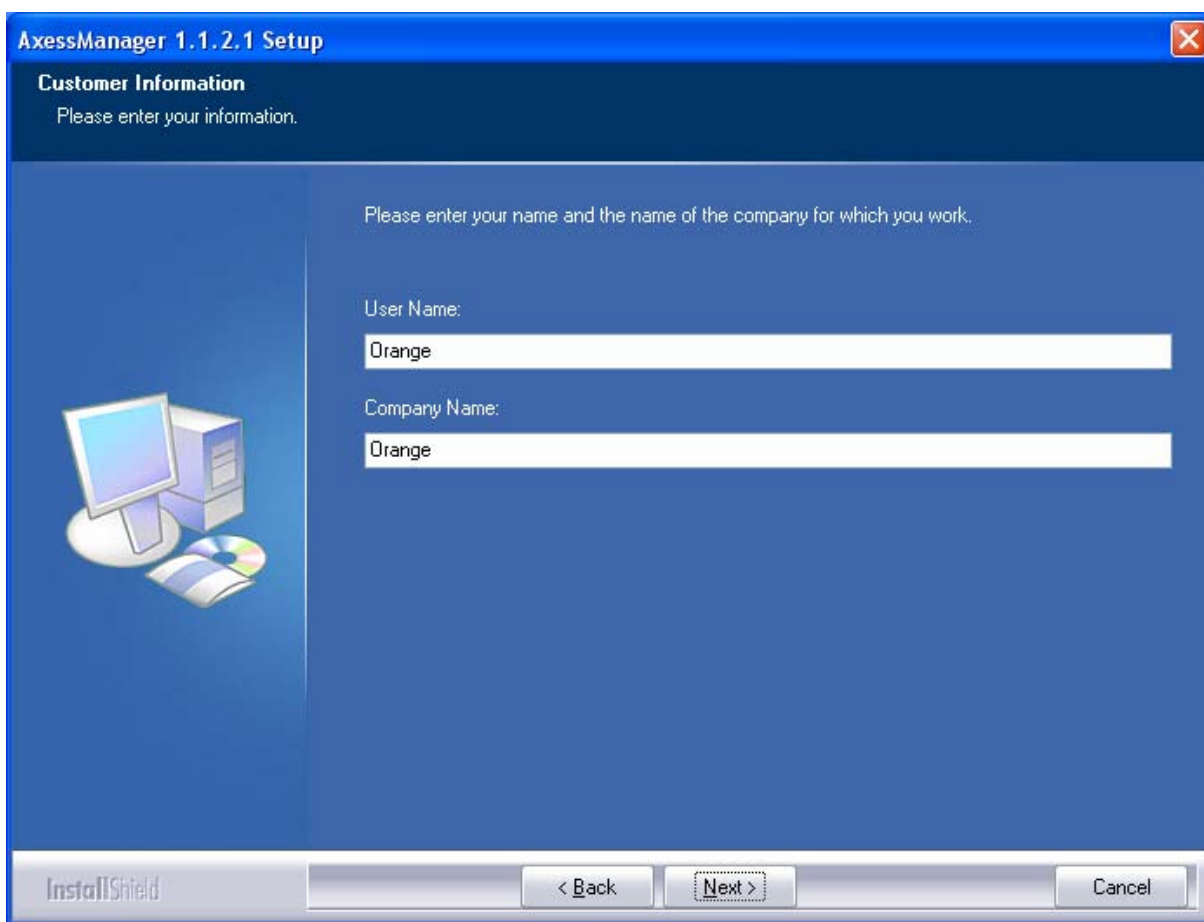 AxessManager 1.1.2.1 Setup
Customer Information
Please enter your information.
Please enter your name and the name of the company for which you work.
User Name:
Orange
Company Name:
Orange
InstallShield
< Back
Next >
Cancel